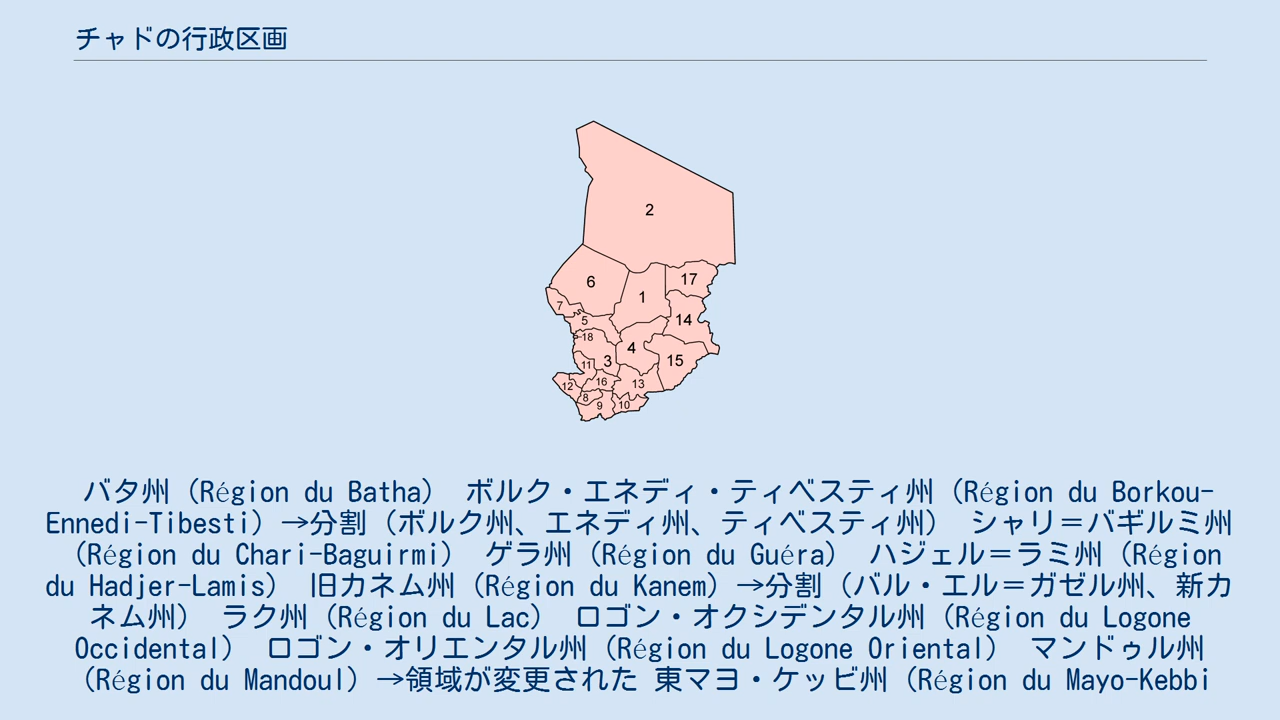 チャドの行政区画
2
6
17
1
7
5
14
18
4
3
15
11
16
12
13
8
9
10
バタ州（Région du Batha）　ボルク・エネディ・ティベスティ州（Région du Borkou-
Ennedi-Tibesti）→分割（ボルク州、エネディ州、ティベスティ州）　シャリ＝バギルミ州
（Région du Chari-Baguirmi）　ゲラ州（Région du Guéra）　ハジェル＝ラミ州（Région
du Hadjer-Lamis）　旧カネム州（Région du Kanem）→分割（バル・エル＝ガゼル州、新カ
ネム州）　ラク州（Région du Lac）　ロゴン・オクシデンタル州（Région du Logone
Occidental）　ロゴン・オリエンタル州（Région du Logone Oriental）　マンドゥル州
（Région du Mandoul）→領域が変更された 東マヨ・ケッビ州（Région du Mayo-Kebbi